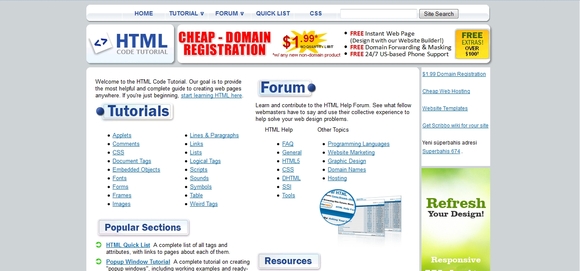 HOME TUTORIAL v FORUM v QUICK LIST CSS Site Search
HTML
CODE TUTORIAL
CHEAP - DOMAIN
REGISTRATION
$1.99*
*w/ any new non-domain product
FREE Instant Web Page
(Design it with our Website Builder!)
FREE Domain Forwarding & Masking
FREE 24/7 US-based Phone Support
FREE
EXTRAS!
OVER
$100!
Welcome to the HTML Code Tutorial. Our goal is to provide
the most helpful and complete guide to creating web pages
anywhere. If you're just beginning, start learning HTML here.
Tutorials
Applets
Comments
CSS
Document Tags
Embedded Objects
Fonts
Forms
Frames
Images
Lines & Paragraphs
Links
Lists
Logical Tags
Scripts
Sounds
Symbols
Table
Weird Tags
Popular Sections
HTML Quick List A complete list of all tags and
attributes, with links to pages about each of them.
Popup Window Tutorial A complete tutorial on creating
"popup windows", including working examples and ready-
Forum
Learn and contribute to the HTML Help Forum. See what fellow
webmasters have to say and use their collective experience to
help solve your web design problems.
HTML Help
FAQ
General
HTML5
CSS
DHTML
SSI
Tools
Other Topics
Programming Languages
Website Marketing
Graphic Design
Domain Names
Hosting
Resources
$1.99 Domain Registration
Cheap Web Hosting
Website Templates
Get Scribbio wiki for your site
Yeni süperbahis adresi
Superbahis 674 .
Refresh
Your Design!
Responsive